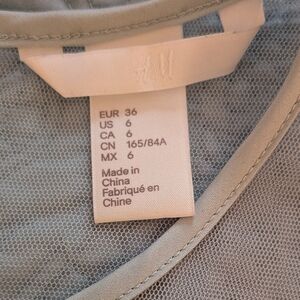 H&M
EUR 36
US 6
CA 6
CN 165/84A
MX 6
Made in
China
Fabriqué en
Chine